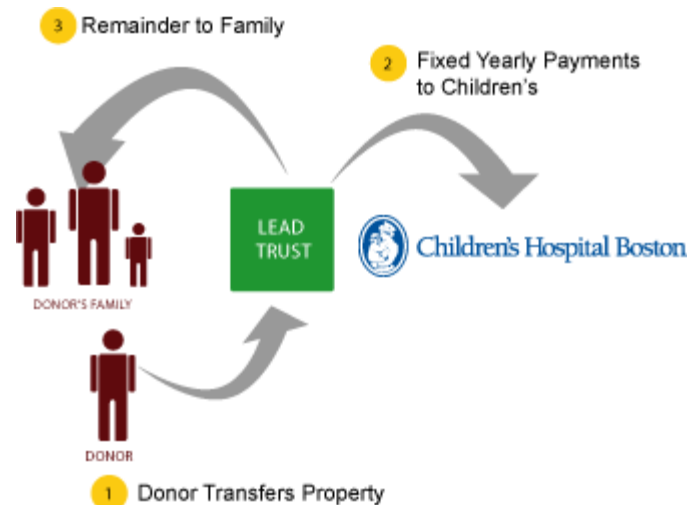 3 Remainder to Family
2 Fixed Yearly Payments
to Children's
LEAD
TRUST
Children's Hospital Boston
DONOR'S FAMILY
DONOR
1 Donor Transfers Property